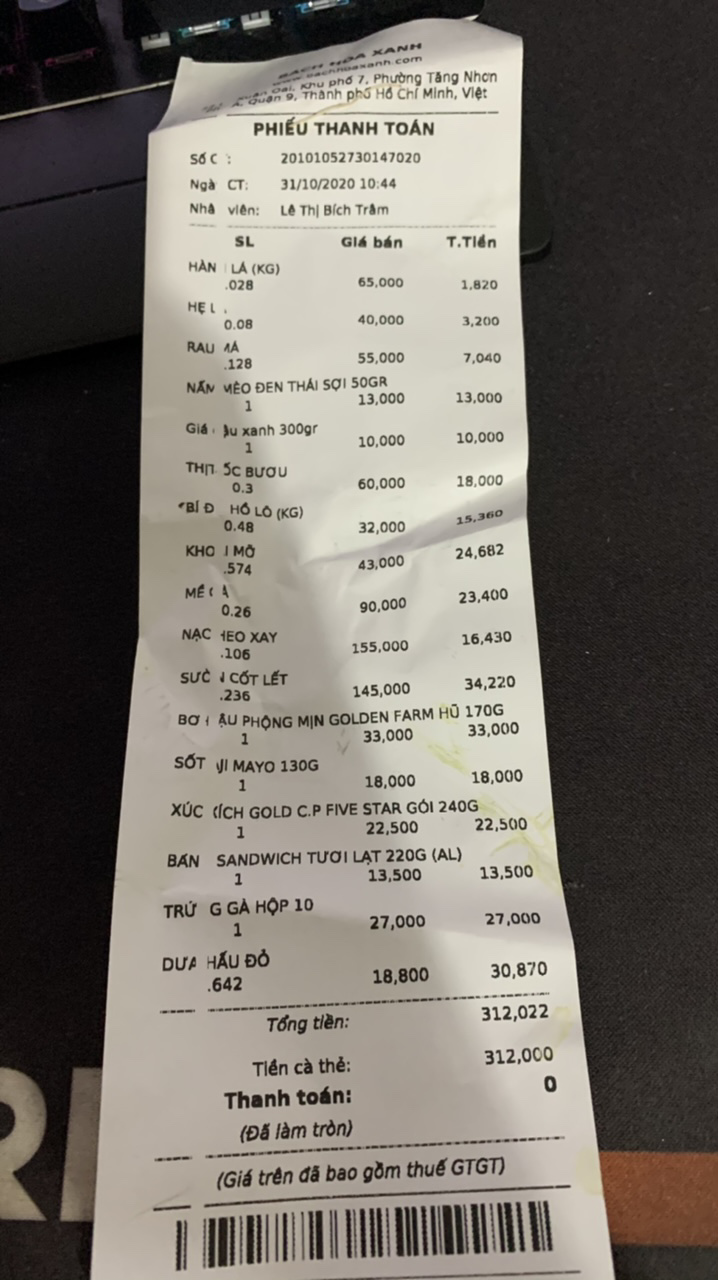 BÁCH HÓA XANH
www.bachhoaxanh.com
Khu phố 7, Phường Tăng Nhơn
A, Quận 9, Thành phố Hồ Chí Minh, Việt
PHIẾU THANH TOÁN
Số C : 20101052730147020
Ngà CT: 31/10/2020 10:44
Nhâ viên: Lê Thị Bích Trâm
SL Giá bán T.Tiền
HÀN LÁ (KG)
.028 65,000 1,820
HẸ L
0.08 40,000 3,200
RAU MÁ
.128 55,000 7,040
NẤM MÈO ĐEN THÁI SỢI 50GR
1 13,000 13,000
Giá ậu xanh 300gr
1 10,000 10,000
THỊT ỐC BƯƠU
0.3 60,000 18,000
*BÍ Đ HỒ LÔ (KG)
0.48 32,000 15,360
KHO I MỠ
.574 43,000 24,682
MỀ G À
0.26 90,000 23,400
NẠC HEO XAY
.106 155,000 16,430
SƯỜ N CỐT LẾT
.236 145,000 34,220
BƠ ĐẬU PHỘNG MỊN GOLDEN FARM HŨ 170G
1 33,000 33,000
SỐT JI MAYO 130G
1 18,000 18,000
XÚC XÍCH GOLD C.P FIVE STAR GÓI 240G
1 22,500 22,500
BÁN SANDWICH TƯƠI LẠT 220G (AL)
1 13,500 13,500
TRỨ G GÀ HỘP 10
1 27,000 27,000
DƯA HẤU ĐỎ
.642 18,800 30,870
Tổng tiền: 312,022
Tiền cà thẻ: 312,000
Thanh toán: 0
(Đã làm tròn)
(Giá trên đã bao gồm thuế GTGT)